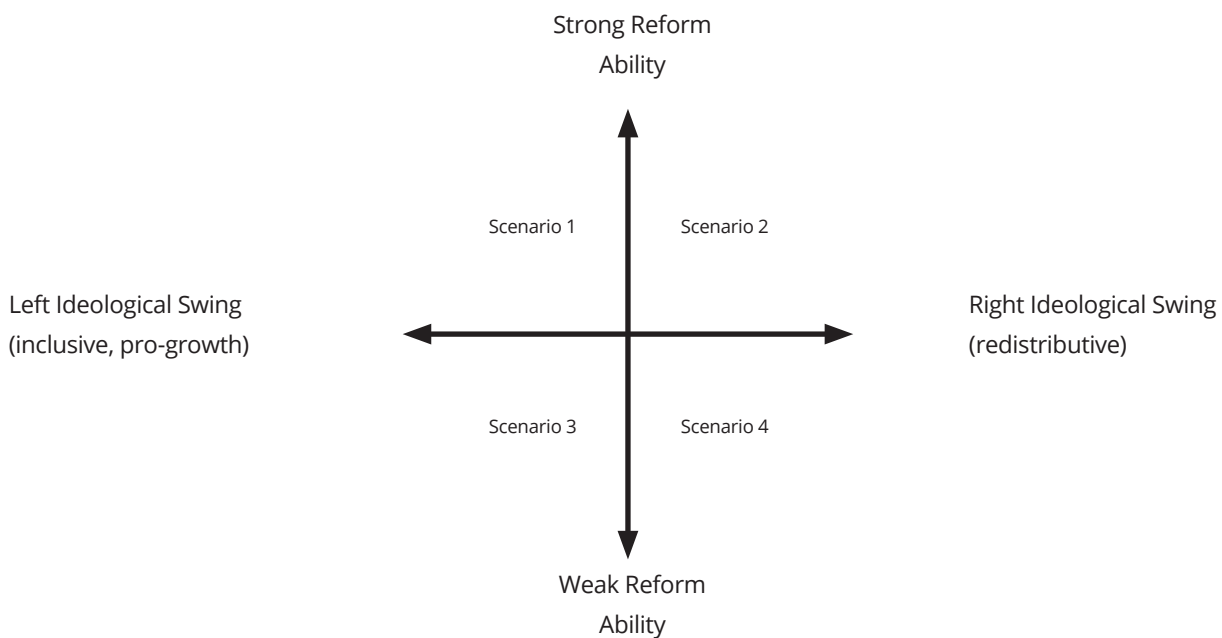 Strong Reform
Ability
Scenario 1
Scenario 2
Left Ideological Swing
(inclusive, pro-growth)
Right Ideological Swing
(redistributive)
Scenario 3
Scenario 4
Weak Reform
Ability